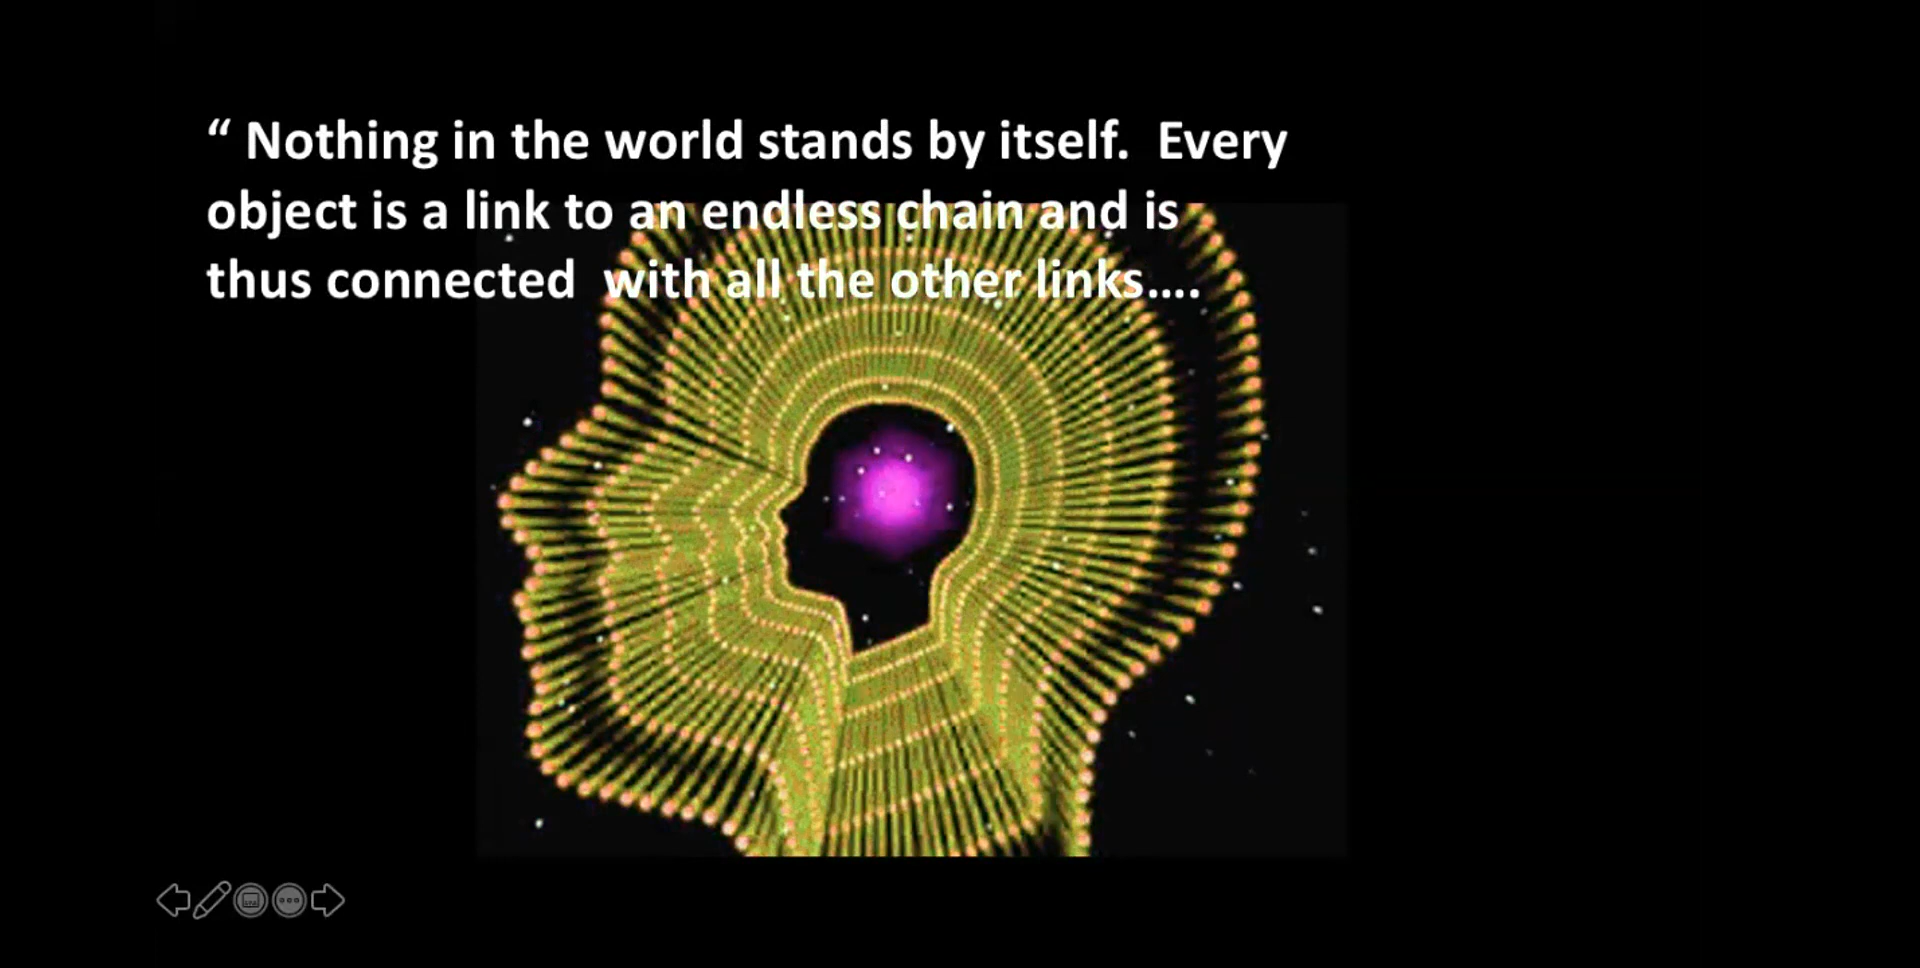 “ Nothing in the world stands by itself.  Every
object is a link to an endless chain and is
thus connected  with all the other links….